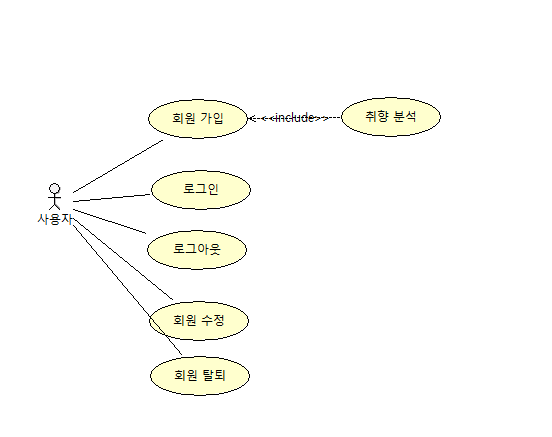 회원 가입
<<include>>
취향 분석
로그인
사용자
로그아웃
회원 수정
회원 탈퇴